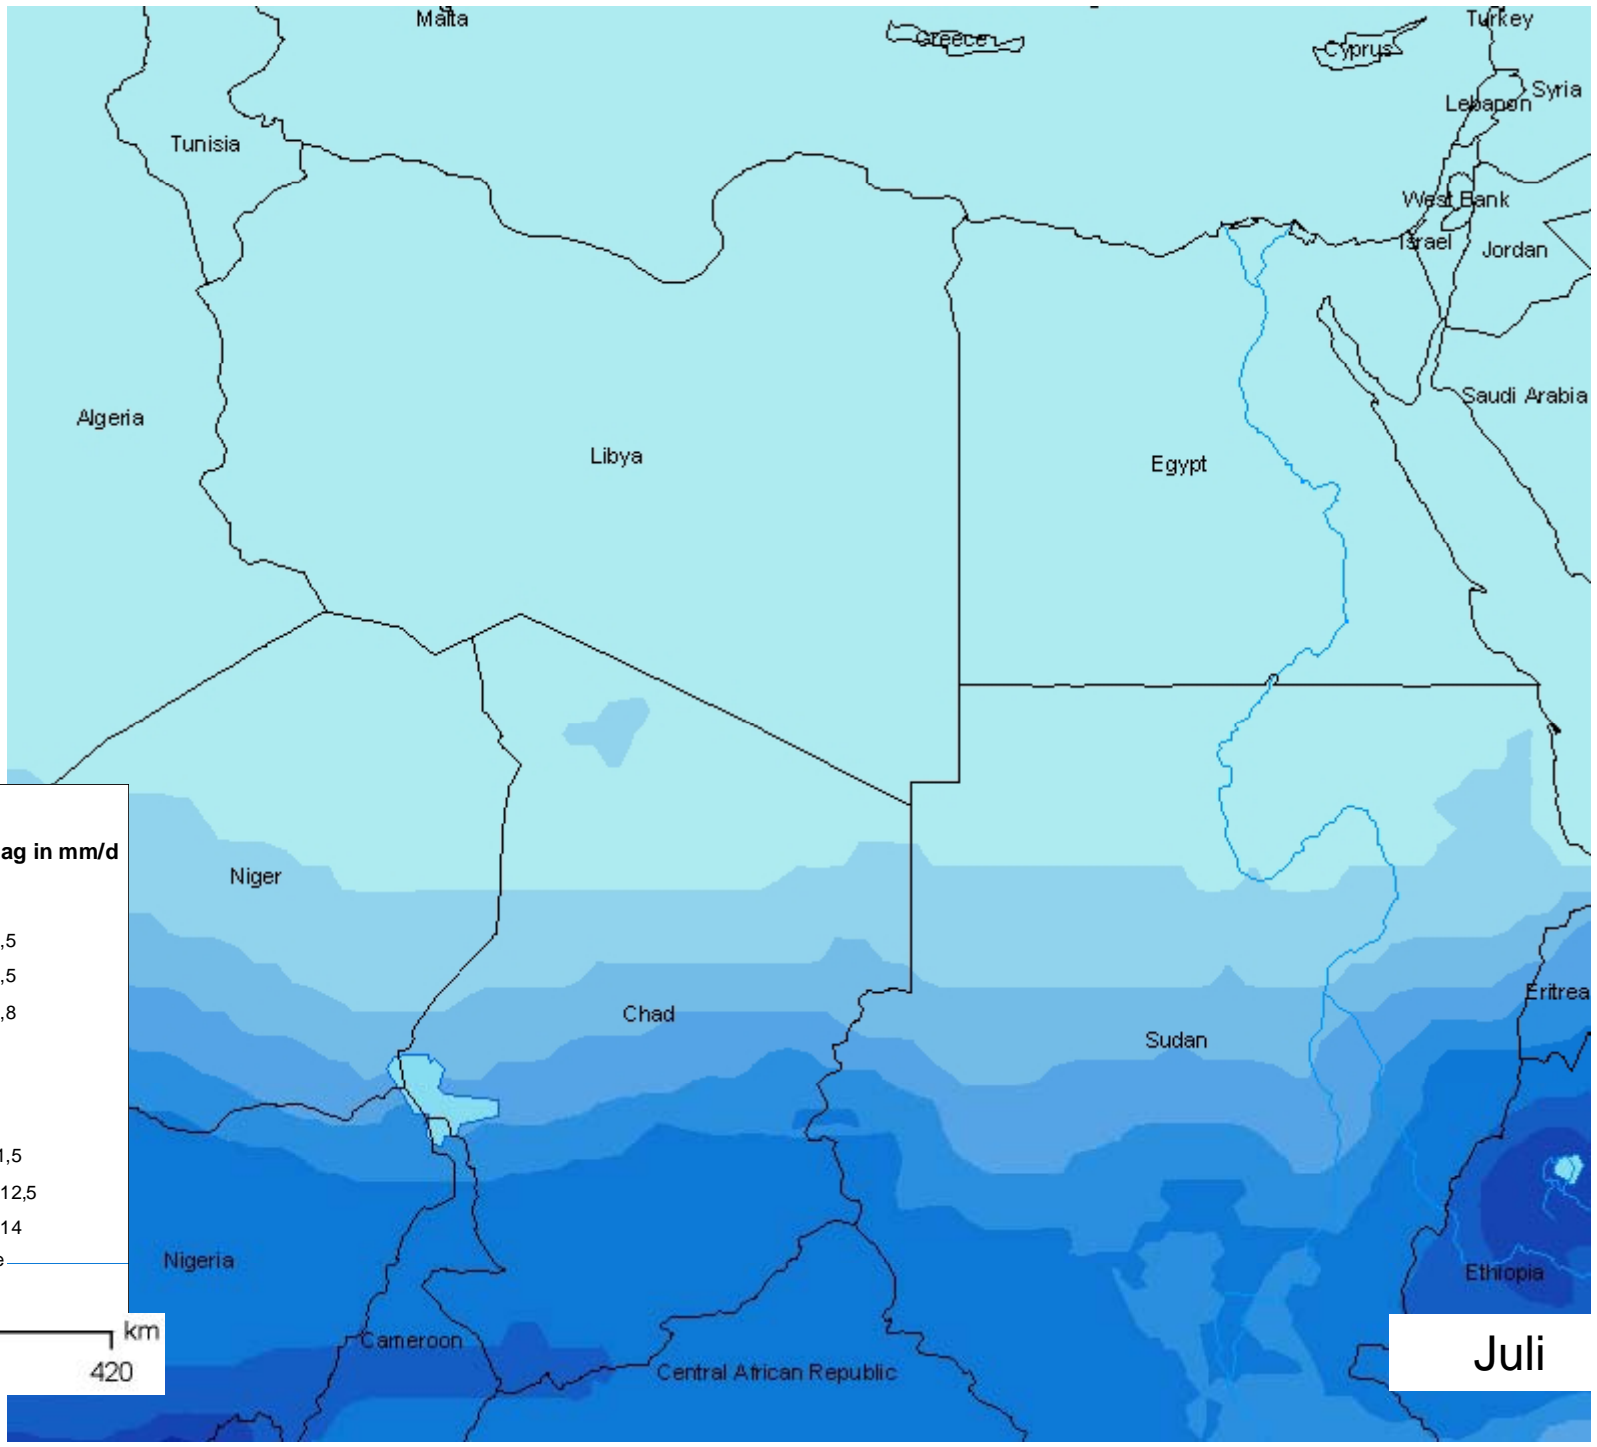 Malta
Greece
Turkey
Cyprus
Syria
Lebanon
Tunisia
West Bank
Israel
Jordan
Saudi Arabia
Algeria
Libya
Egypt
ag in mm/d
Niger
,5
,5
,8
Chad
Eritrea
Sudan
1,5
12,5
14
e
Nigeria
Ethiopia
km
420
Cameroon
Central African Republic
Juli